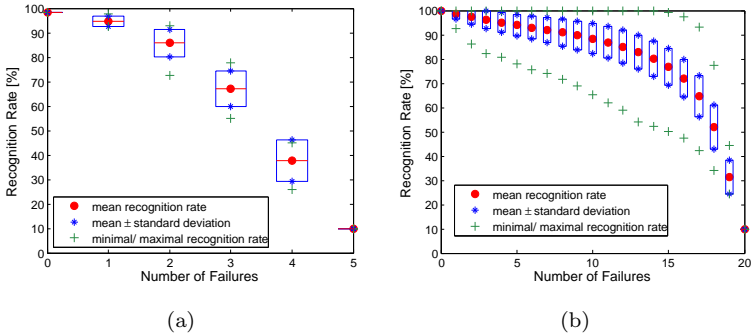 100
90
80
70
60
50
40
30
20
10
0
Recognition Rate [%]
mean recognition rate
mean ± standard deviation
minimal/ maximal recognition rate
0 1 2 3 4 5
Number of Failures
(a)
100
90
80
70
60
50
40
30
20
10
0
Recognition Rate [%]
mean recognition rate
mean ± standard deviation
minimal/ maximal recognition rate
0 5 10 15 20
Number of Failures
(b)